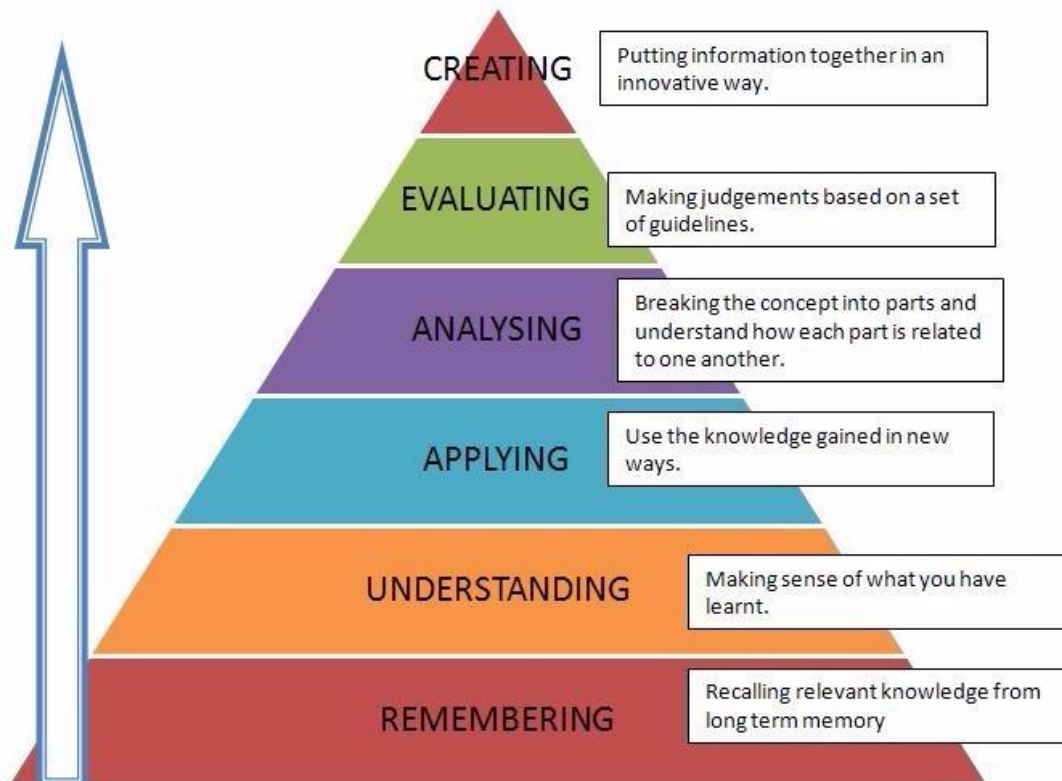 CREATING
Putting information together in an
innovative way.
EVALUATING
Making judgements based on a set
of guidelines.
ANALYSING
Breaking the concept into parts and
understand how each part is related
to one another.
APPLYING
Use the knowledge gained in new
ways.
UNDERSTANDING
Making sense of what you have
learnt.
REMEMBERING
Recalling relevant knowledge from
long term memory